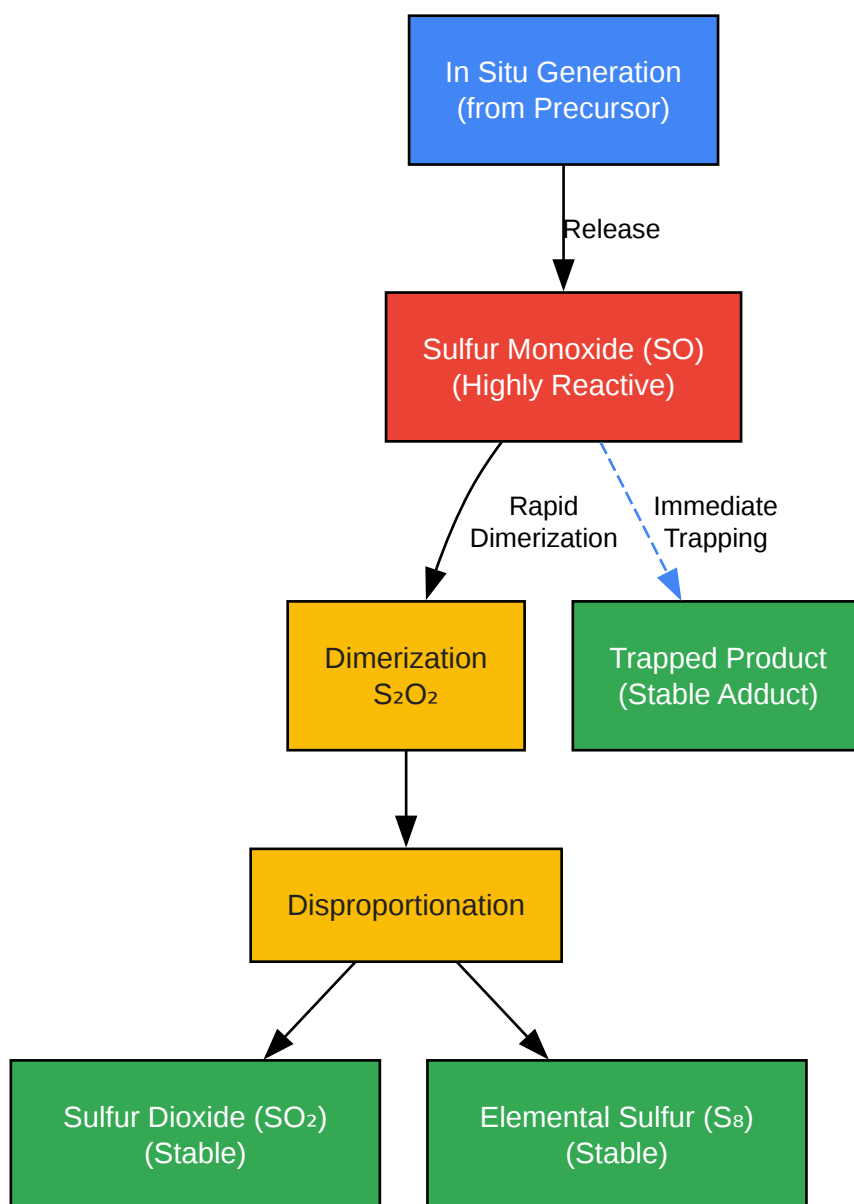 In Situ Generation
(from Precursor)
Release
Sulfur Monoxide (SO)
(Highly Reactive)
Rapid
Dimerization
Immediate
Trapping
Dimerization
S₂O₂
Trapped Product
(Stable Adduct)
Disproportionation
Sulfur Dioxide (SO₂)
(Stable)
Elemental Sulfur (S₈)
(Stable)